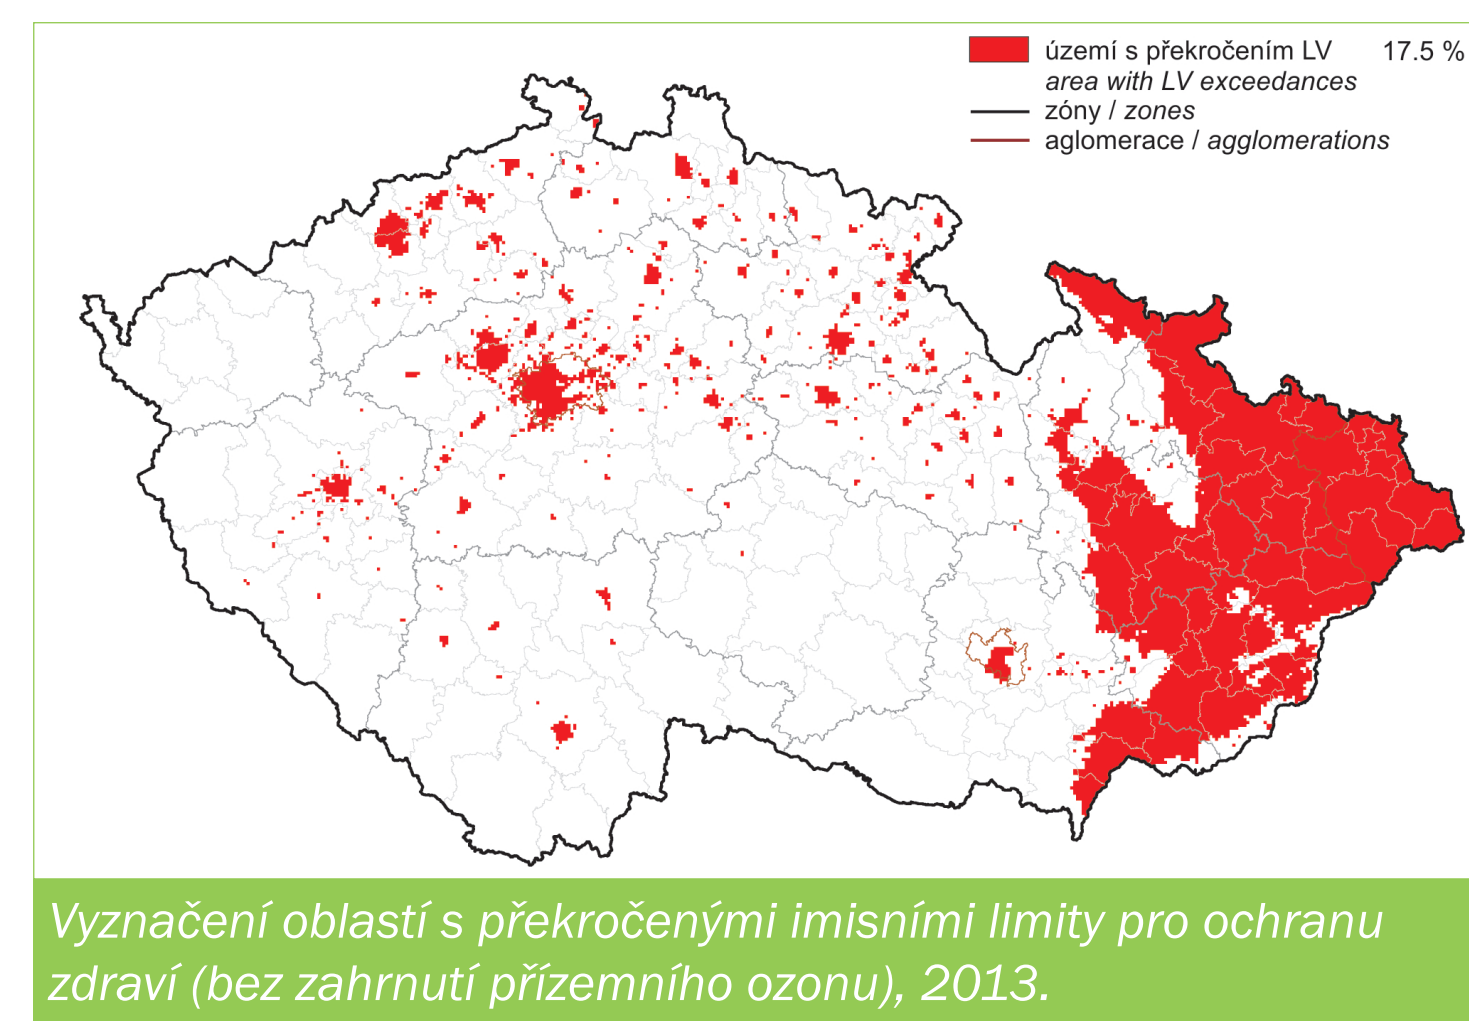 území s překročením LV 17.5 %
area with LV exceedances
zóny / zones
aglomerace / agglomerations
Vyznačení oblastí s překročenými imisními limity pro ochranu
zdraví (bez zahrnutí přízemního ozonu), 2013.